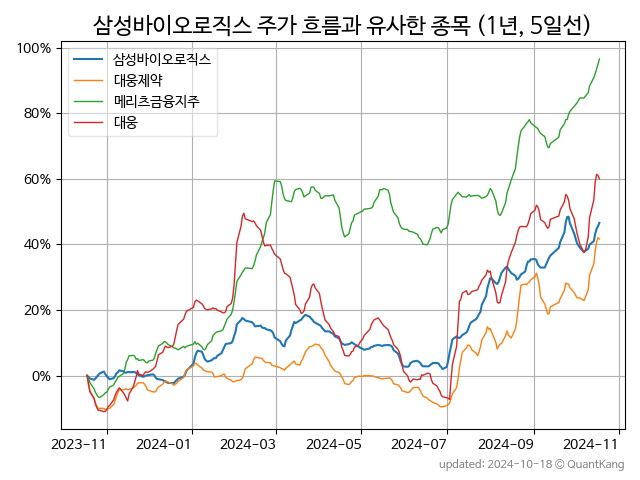 삼성바이오로직스 주가 흐름과 유사한 종목 (1년, 5일선)
100%
80%
60%
40%
20%
0%
삼성바이오로직스
대웅제약
메리츠금융지주
대웅
2023-11 2024-01 2024-03 2024-05 2024-07 2024-09 2024-11
updated: 2024-10-18 © QuantKang